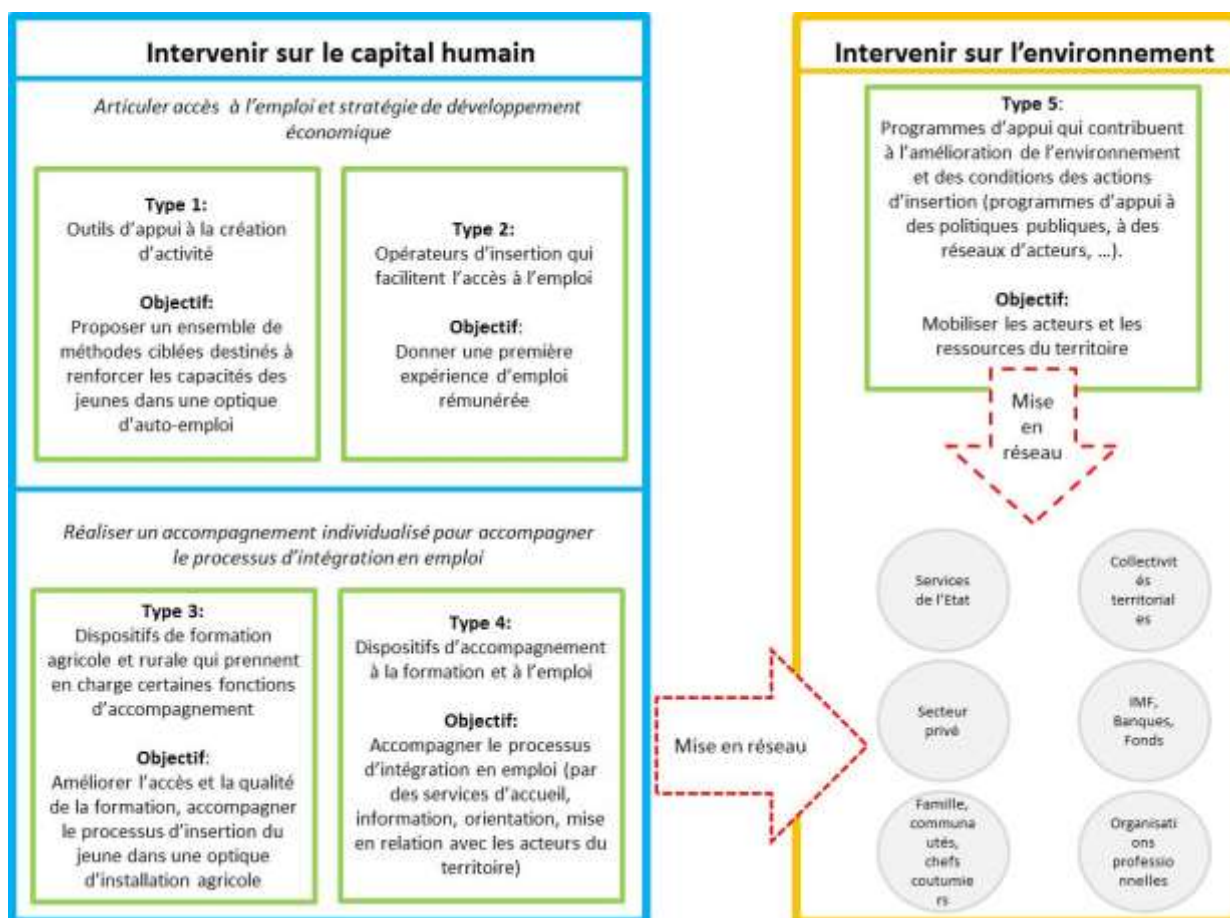 Intervenir sur le capital humain
Articuler accès à l'emploi et stratégie de développement
économique
Type 1:
Outils d'appui à la création
d'activité
Objectif:
Proposer un ensemble de
méthodes ciblées destinés à
renforcer les capacités des
jeunes dans une optique
d'auto-emploi
Type 2:
Opérateurs d'insertion qui
facilitent l'accès à l'emploi
Objectif:
Donner une première
expérience d'emploi
rémunérée
Réaliser un accompagnement individualisé pour accompagner
le processus d'intégration en emploi
Type 3:
Dispositifs de formation
agricole et rurale qui prennent
en charge certaines fonctions
d'accompagnement
Objectif:
Améliorer l'accès et la qualité
de la formation, accompagner
le processus d'insertion du
jeune dans une optique
d'installation agricole
Type 4:
Dispositifs d'accompagnement
à la formation et à l'emploi
Objectif:
Accompagner le processus
d'intégration en emploi (par
des services d'accueil,
information, orientation, mise
en relation avec les acteurs du
territoire)
Mise en réseau
Intervenir sur l'environnement
Type 5:
Programmes d'appui qui contribuent
à l'amélioration de l'environnement
et des conditions des actions
d'insertion (programmes d'appui à
des politiques publiques, à des
réseaux d'acteurs, ...).
Objectif:
Mobiliser les acteurs et les
ressources du territoire
Mise
en
réseau
Services
de l'Etat
Collectivit
és
territorial
es
Secteur
privé
IMF,
Banques,
Fonds
Famille,
communa
utés,
chefs
coutumie
rs
Organisati
ons
professio
nnelles